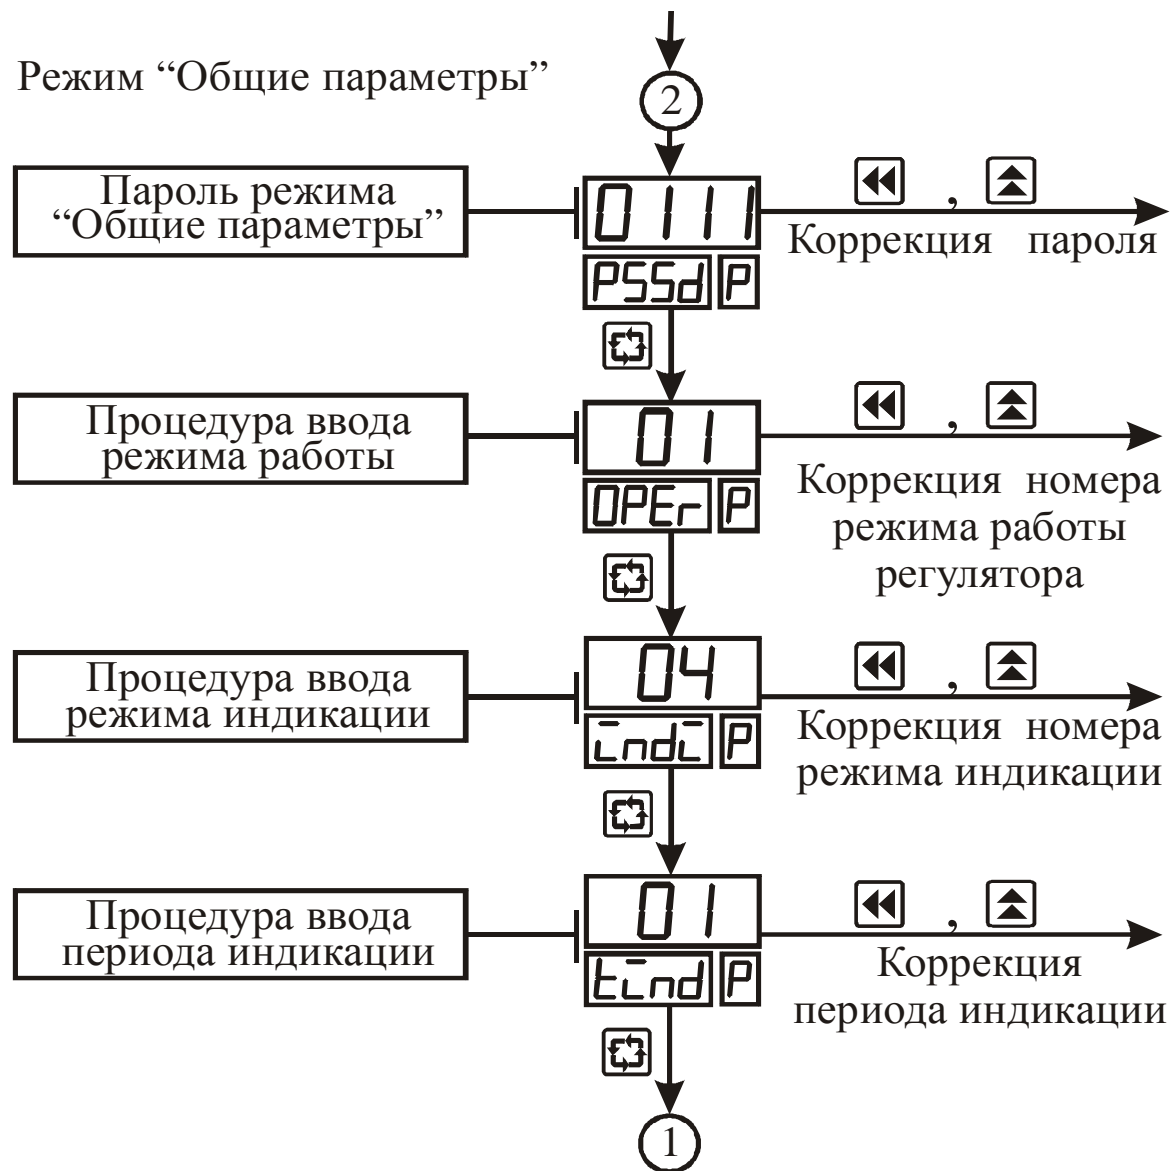 Режим “Общие параметры”
2
Пароль режима
“Общие параметры”
0111
PSSd P
,
Коррекция пароля
Процедура ввода
режима работы
01
OPEr P
,
Коррекция номера
режима работы
регулятора
Процедура ввода
режима индикации
04
indi P
,
Коррекция номера
режима индикации
Процедура ввода
периода индикации
01
tind P
,
Коррекция
периода индикации
1